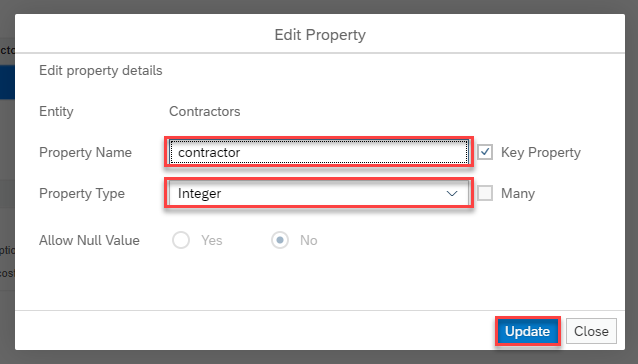 Edit Property
Edit property details
Entity Contractors
Property Name contractor Key Property
Property Type Integer Many
Allow Null Value Yes No
Update Close